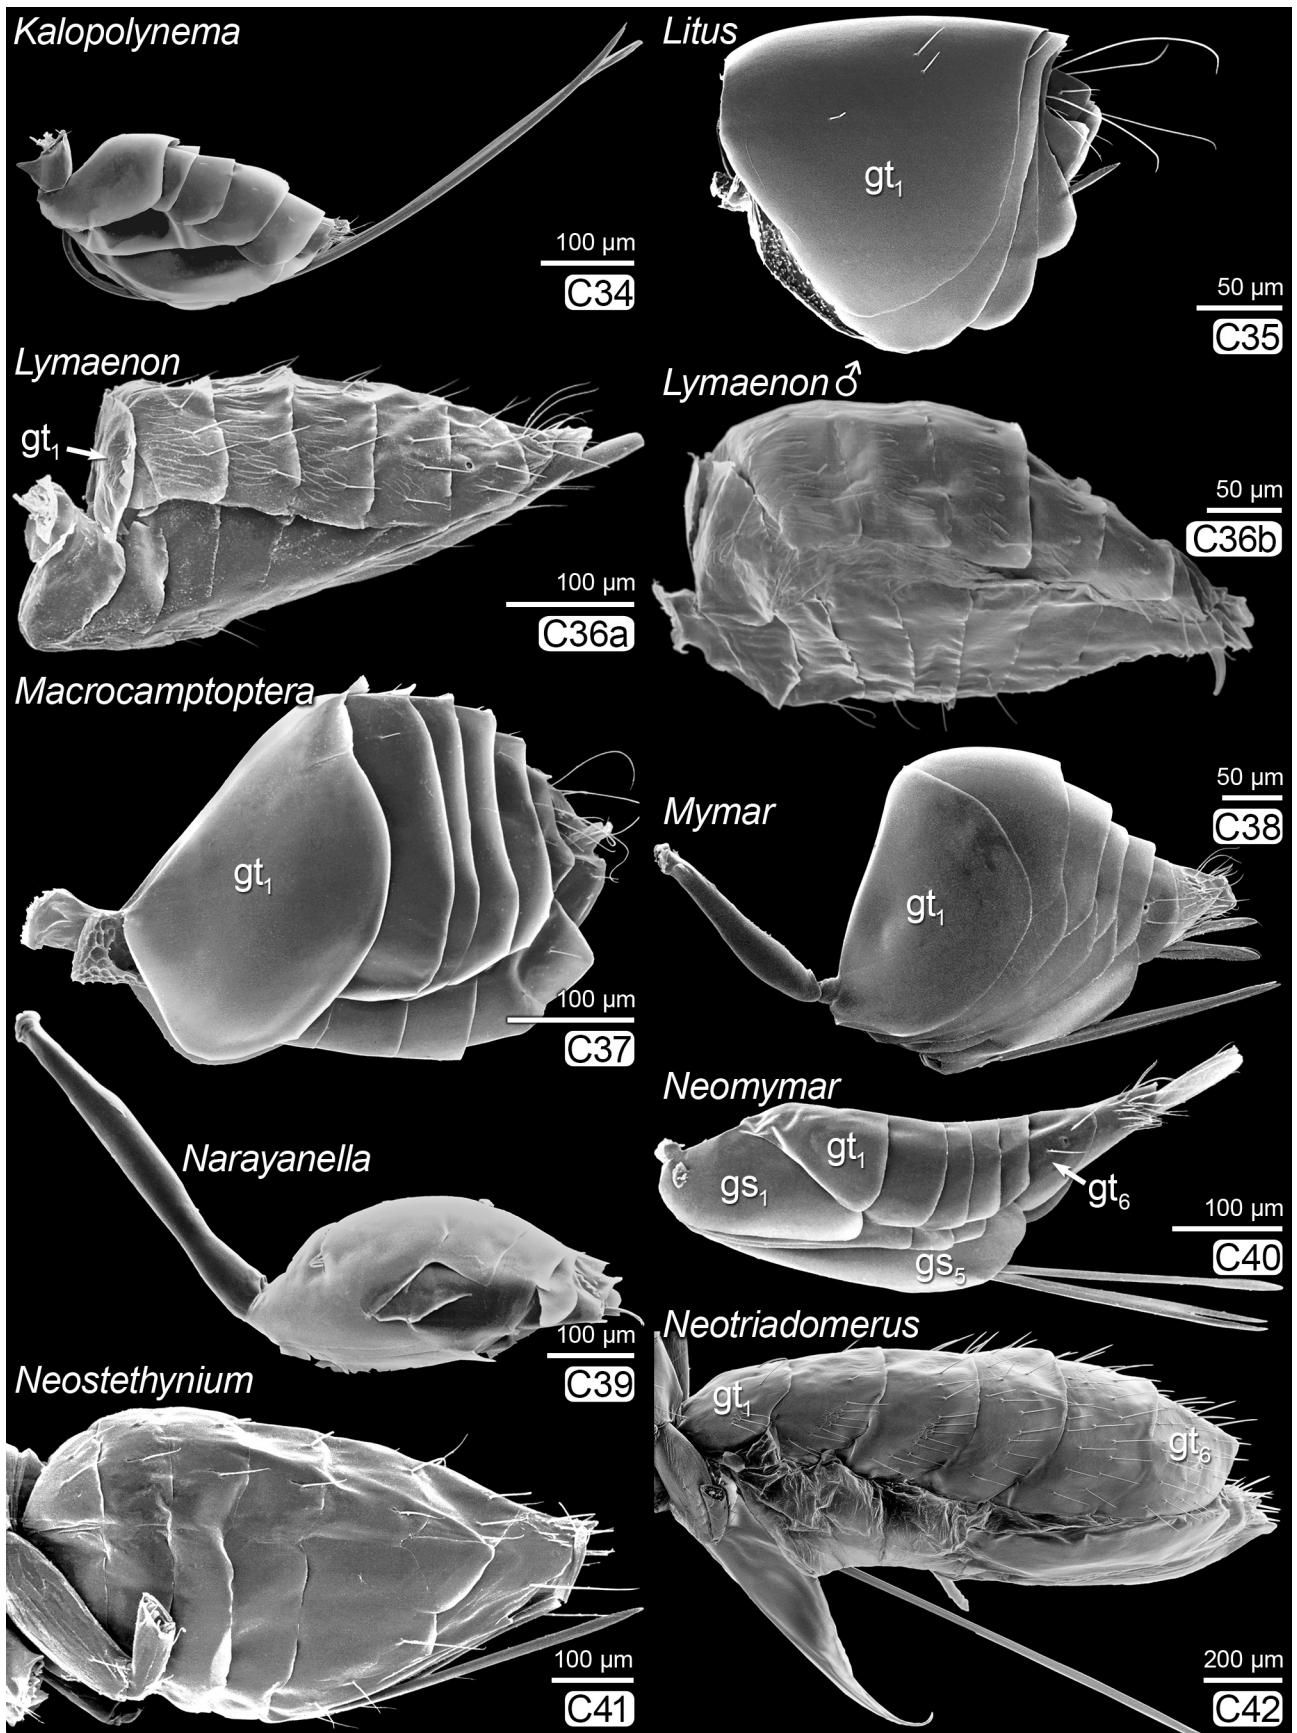 Kalopolynema
100 µm
C34
Litus
gt1
50 µm
C35
Lymaenon
gt1
100 µm
C36a
Lymaenon ♂
50 µm
C36b
Macrocamptoptera
gt1
100 µm
C37
Mymar
gt1
50 µm
C38
Narayanella
100 µm
C39
Neomymar
gs1
gt1
gt6
gs5
100 µm
C40
Neostethynium
100 µm
C41
Neotriadomerus
gt1
gt6
200 µm
C42